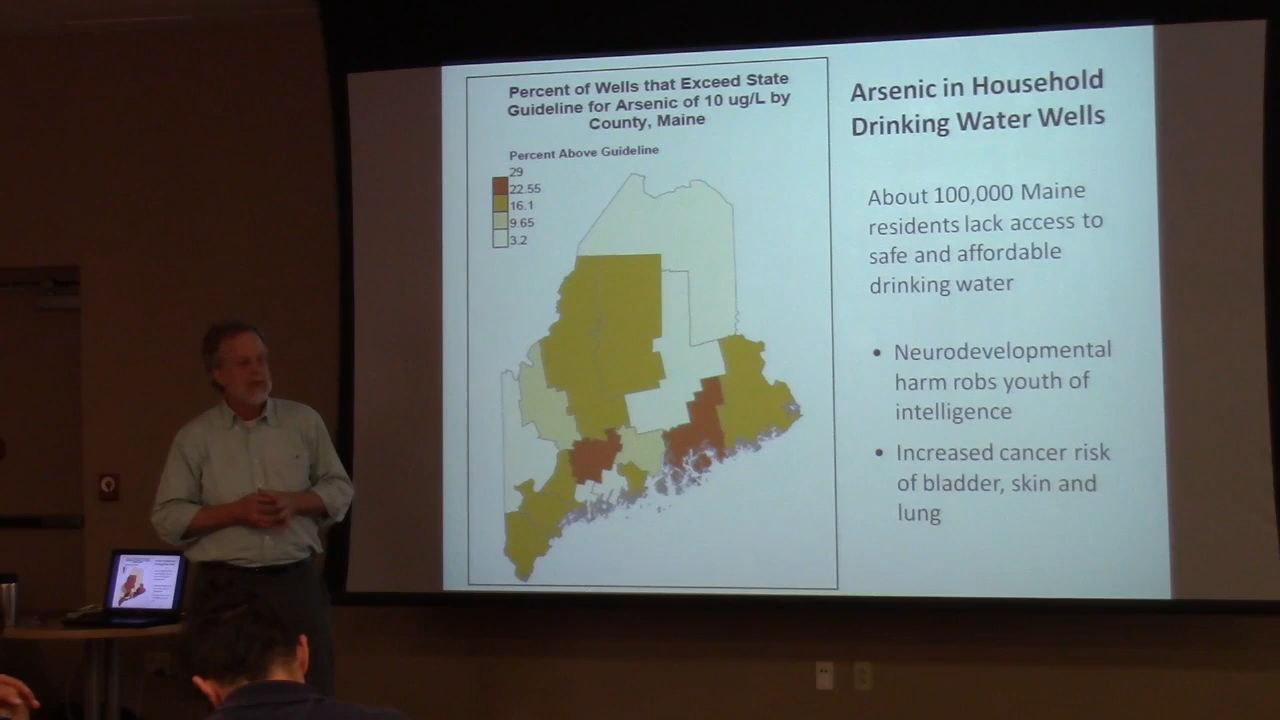 Percent of Wells that Exceed State
Guideline for Arsenic of 10 ug/L by
County, Maine
Percent Above Guideline
29
22.55
16.1
9.65
3.2
Arsenic in Household
Drinking Water Wells
About 100,000 Maine
residents lack access to
safe and affordable
drinking water
• Neurodevelopmental
harm robs youth of
intelligence
• Increased cancer risk
of bladder, skin and
lung